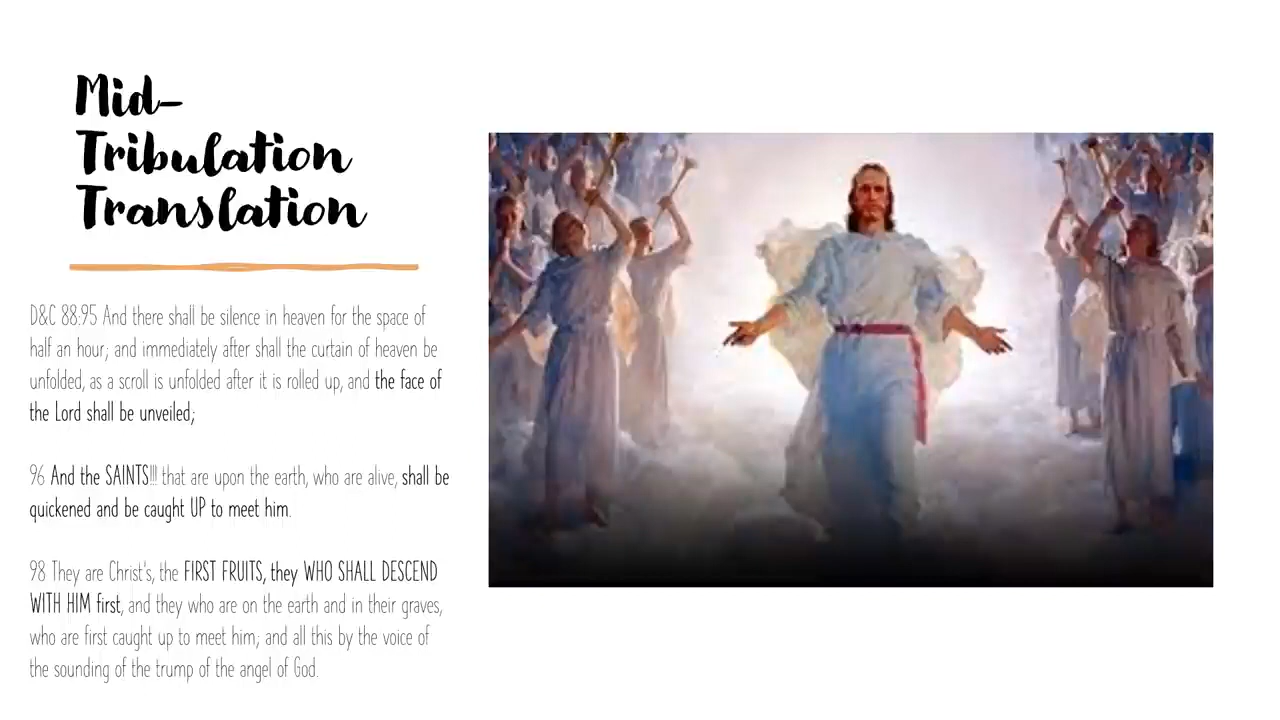 Mid-
Tribulation
Translation
D&C 88:95 And there shall be silence in heaven for the space of
half an hour; and immediately after shall the curtain of heaven be
unfolded, as a scroll is unfolded after it is rolled up, and the face of
the Lord shall be unveiled;
96 And the SAINTS!!! that are upon the earth, who are alive, shall be
quickened and be caught UP to meet him.
98 They are Christ's, the FIRST FRUITS, they WHO SHALL DESCEND
WITH HIM first, and they who are on the earth and in their graves,
who are first caught up to meet him; and all this by the voice of
the sounding of the trump of the angel of God.